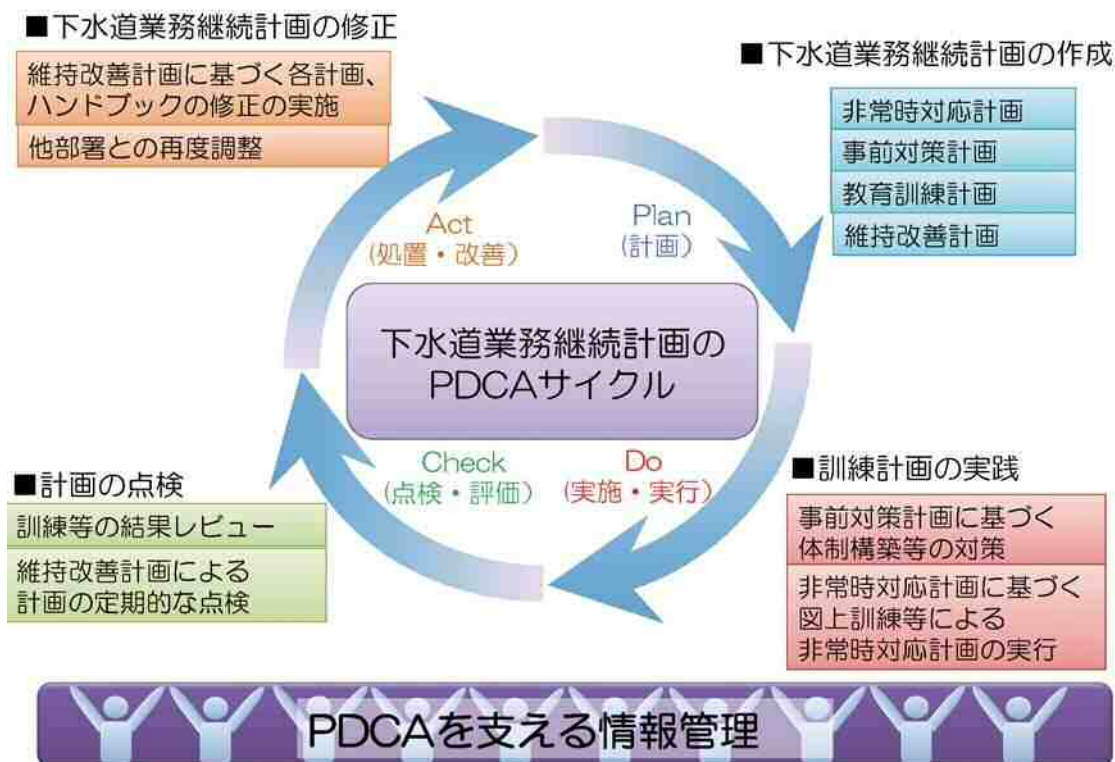 ■下水道業務継続計画の修正
維持改善計画に基づく各計画、
ハンドブックの修正の実施
他部署との再度調整
■下水道業務継続計画の作成
非常時対応計画
事前対策計画
教育訓練計画
維持改善計画
Act
(処置・改善)
Plan
(計画)
下水道業務継続計画の
PDCAサイクル
Check
(点検・評価)
Do
(実施・実行)
■計画の点検
訓練等の結果レビュー
維持改善計画による
計画の定期的な点検
■訓練計画の実践
事前対策計画に基づく
体制構築等の対策
非常時対応計画に基づく
図上訓練等による
非常時対応計画の実行
PDCAを支える情報管理